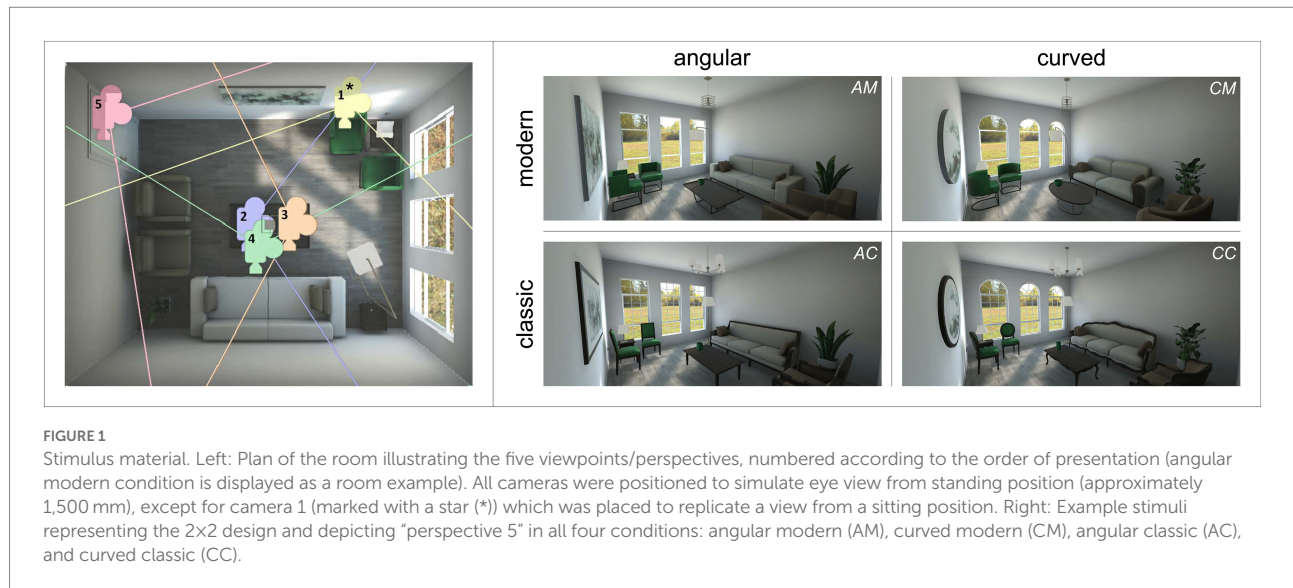 angular
curved
modern
classic
5
1
*
2
3
4
AM
CM
AC
CC
FIGURE 1
Stimulus material. Left: Plan of the room illustrating the five viewpoints/perspectives, numbered according to the order of presentation (angular
modern condition is displayed as a room example). All cameras were positioned to simulate eye view from standing position (approximately
1,500 mm), except for camera 1 (marked with a star (*)) which was placed to replicate a view from a sitting position. Right: Example stimuli
representing the 2×2 design and depicting “perspective 5” in all four conditions: angular modern (AM), curved modern (CM), angular classic (AC),
and curved classic (CC).